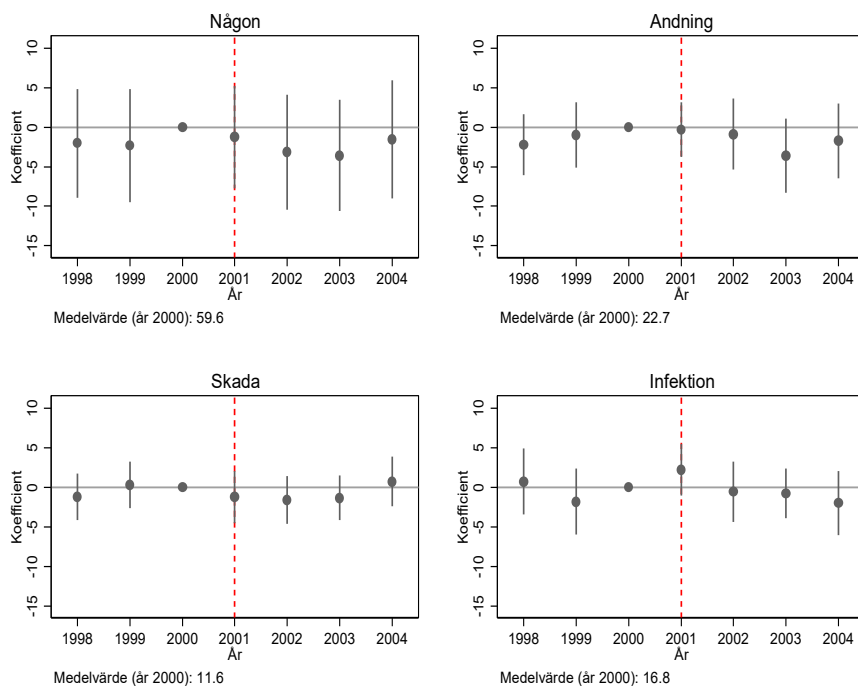 Någon
Koefficient
10
5
0
-5
-10
-15
1998 1999 2000 2001 2002 2003 2004
År
Medelvärde (år 2000): 59.6
Andning
Koefficient
10
5
0
-5
-10
-15
1998 1999 2000 2001 2002 2003 2004
År
Medelvärde (år 2000): 22.7
Skada
Koefficient
10
5
0
-5
-10
-15
1998 1999 2000 2001 2002 2003 2004
År
Medelvärde (år 2000): 11.6
Infektion
Koefficient
10
5
0
-5
-10
-15
1998 1999 2000 2001 2002 2003 2004
År
Medelvärde (år 2000): 16.8